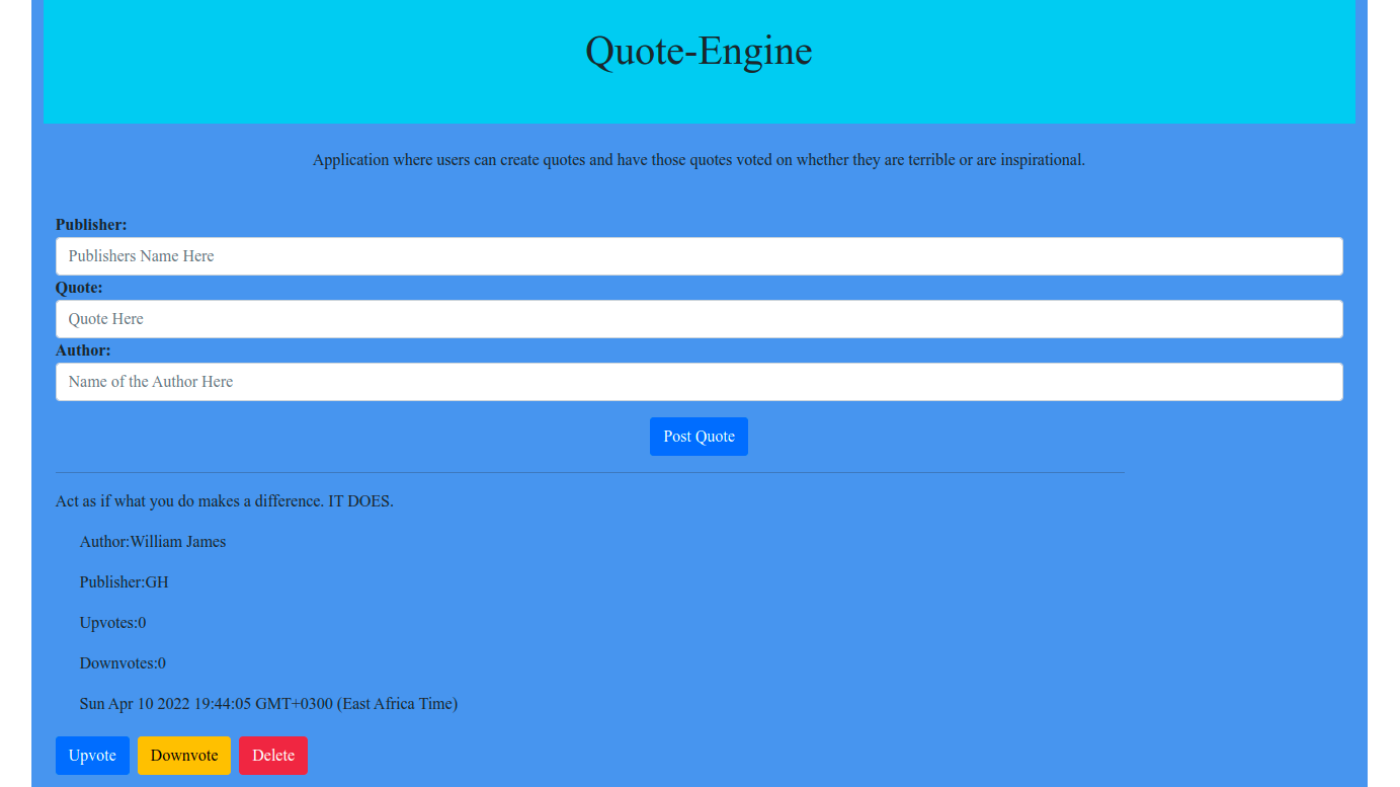 Quote-Engine
Application where users can create quotes and have those quotes voted on whether they are terrible or are inspirational.
Publisher:
Publishers Name Here
Quote:
Quote Here
Author:
Name of the Author Here
Post Quote
Act as if what you do makes a difference. IT DOES.
Author:William James
Publisher:GH
Upvotes:0
Downvotes:0
Sun Apr 10 2022 19:44:05 GMT+0300 (East Africa Time)
Upvote Downvote Delete